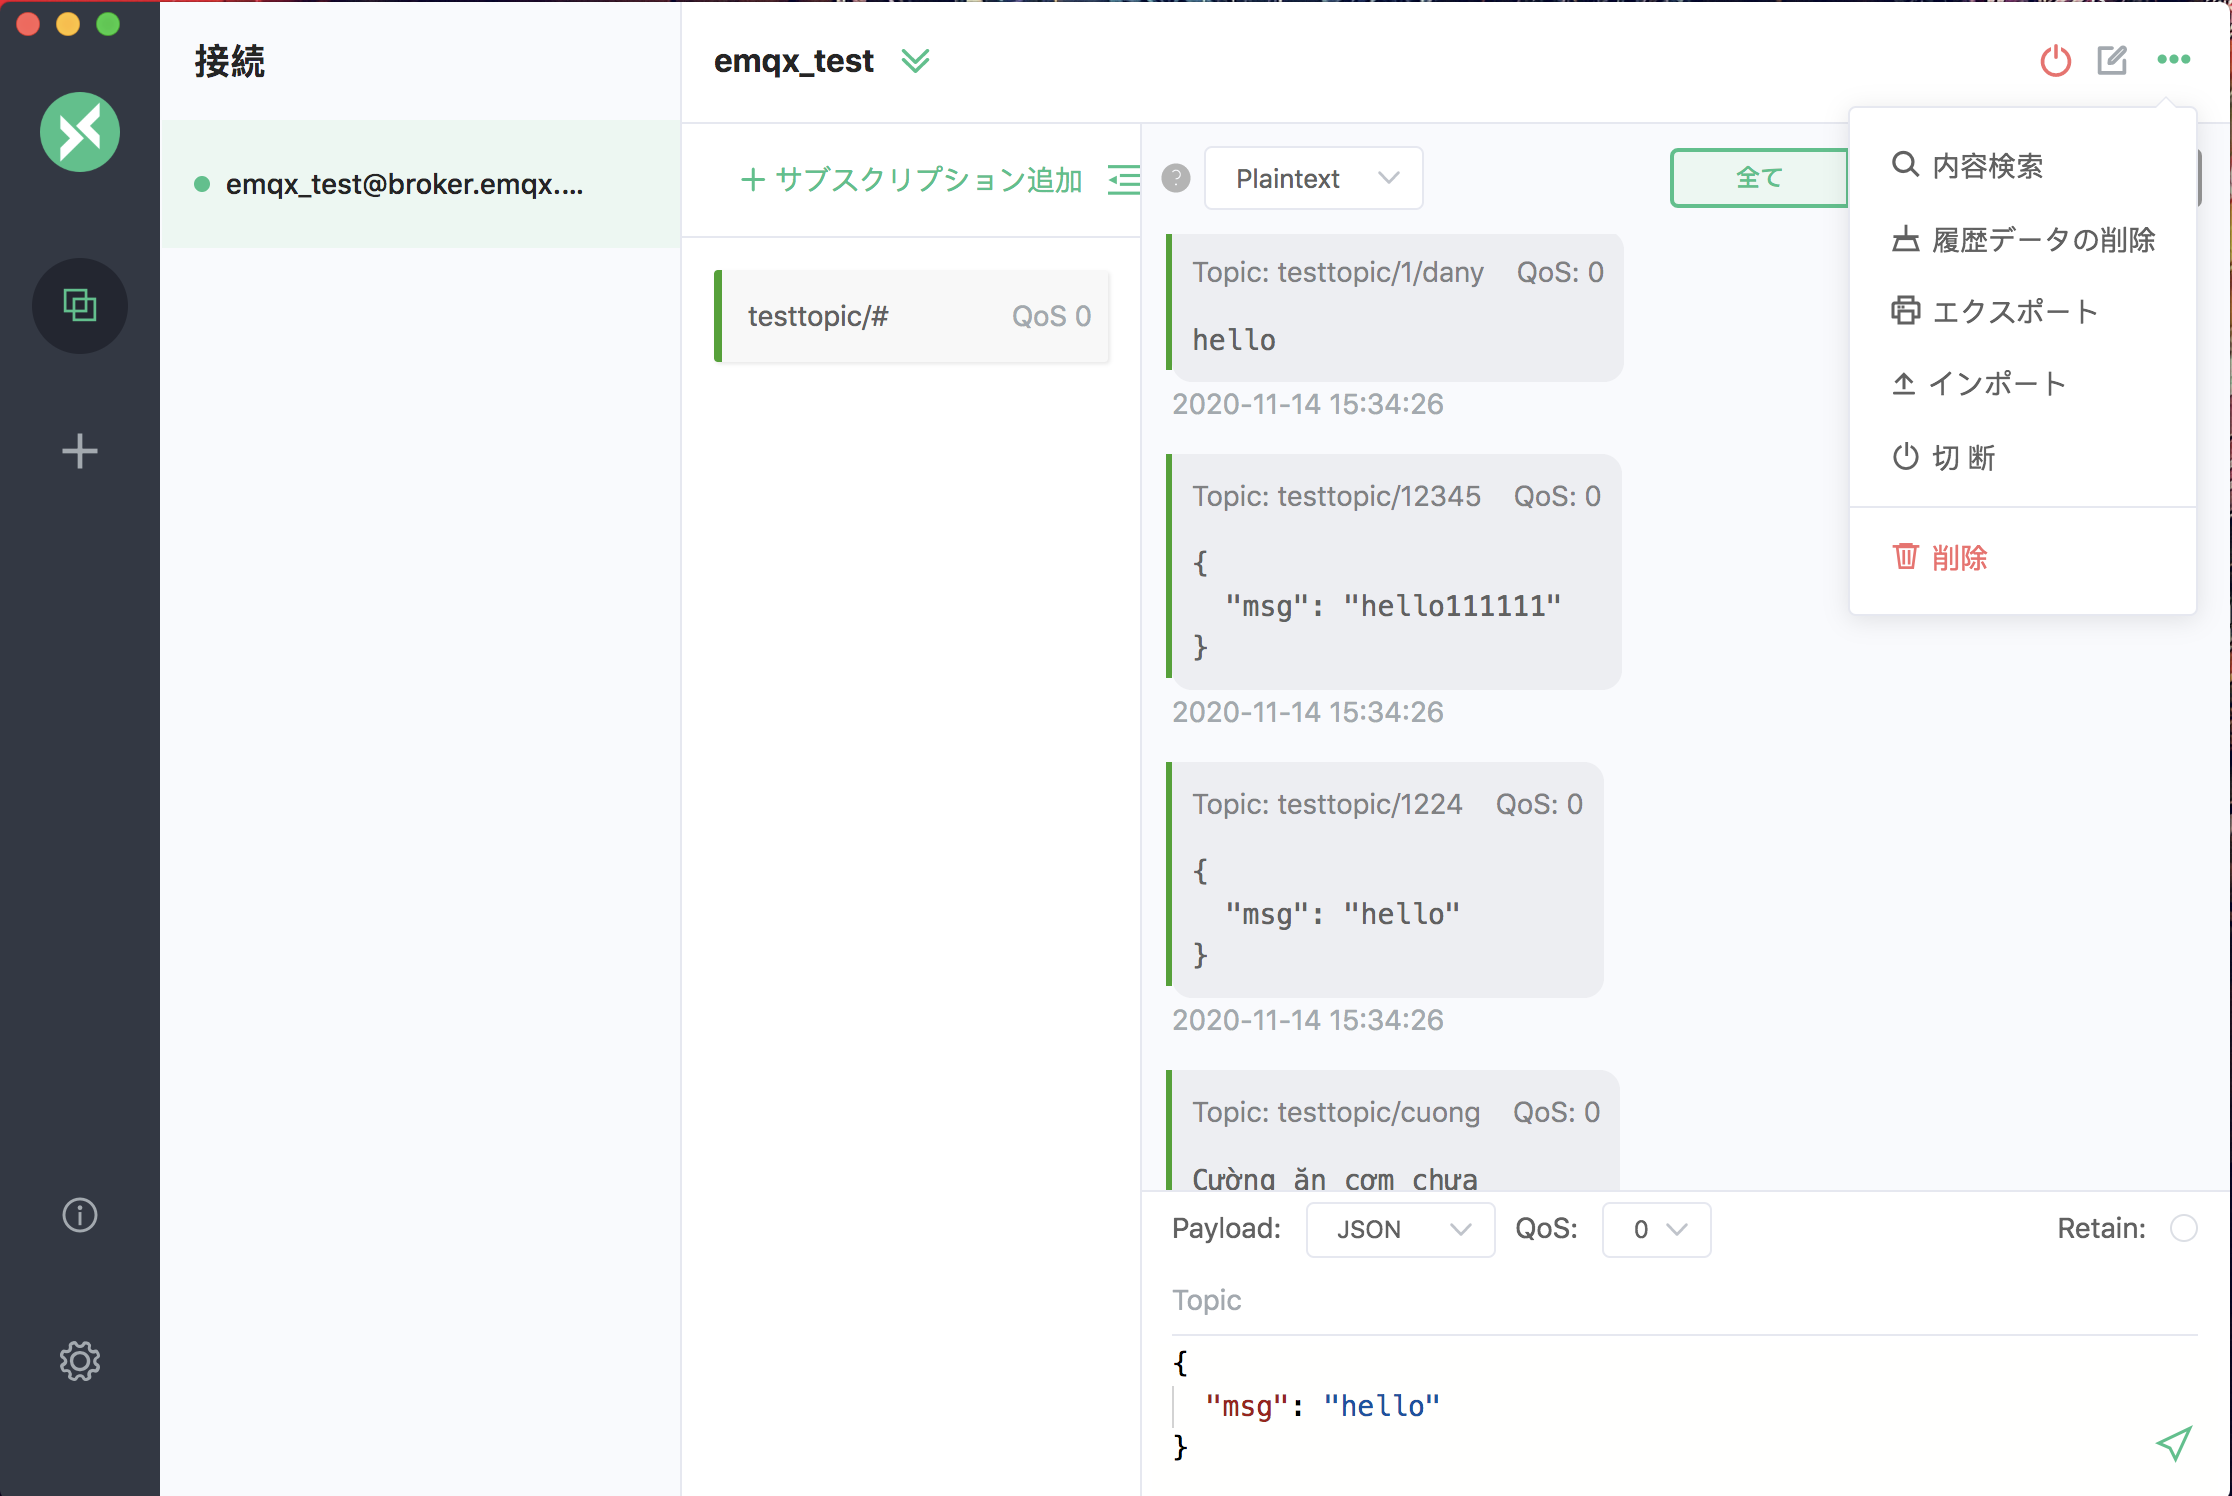 接続
emqx_test@broker.emqx....
emqx_test
サブスクリプション追加
testtopic/# QoS 0
Plaintext
全て
Topic: testtopic/1/dany QoS: 0
hello
2020-11-14 15:34:26
Topic: testtopic/12345 QoS: 0
{
"msg": "hello111111"
}
2020-11-14 15:34:26
Topic: testtopic/1224 QoS: 0
{
"msg": "hello"
}
2020-11-14 15:34:26
Topic: testtopic/cuong QoS: 0
Cường ăn cơm chưa
内容検索
履歴データの削除
エクスポート
インポート
切 断
削除
Payload: JSON QoS: 0 Retain:
Topic
{
"msg": "hello"
}